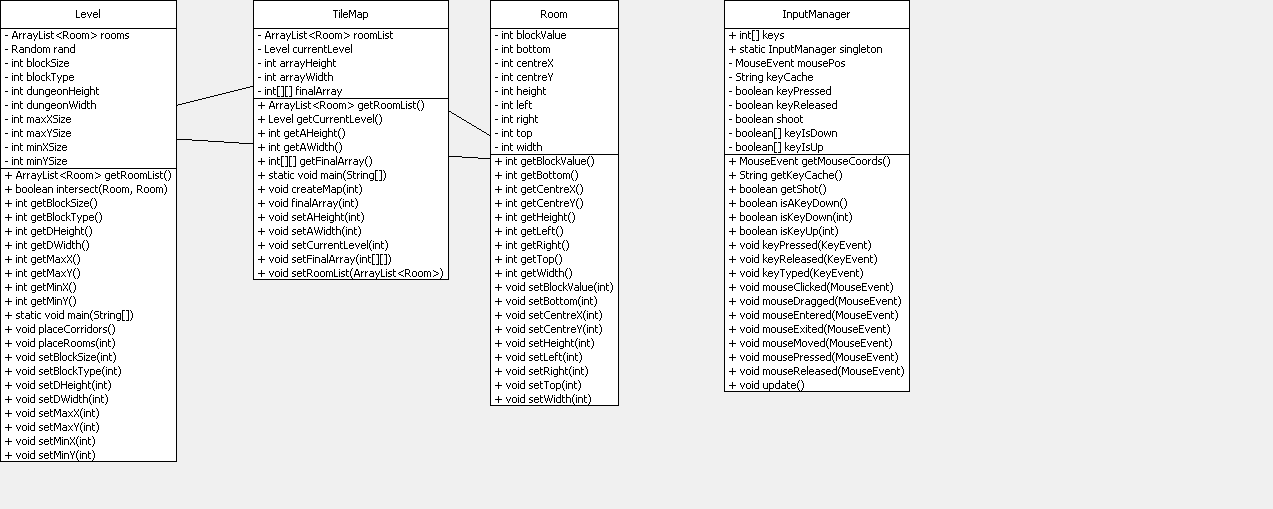 Level
- ArrayList<Room> rooms
- Random rand
- int blockSize
- int blockType
- int dungeonHeight
- int dungeonWidth
- int maxXSize
- int maxYSize
- int minXSize
- int minYSize
+ ArrayList<Room> getRoomList()
+ boolean intersect(Room, Room)
+ int getBlockSize()
+ int getBlockType()
+ int getDHeight()
+ int getDWidth()
+ int getMaxX()
+ int getMaxY()
+ int getMinX()
+ int getMinY()
+ static void main(String[])
+ void placeCorridors()
+ void placeRooms(int)
+ void setBlockSize(int)
+ void setBlockType(int)
+ void setDHeight(int)
+ void setDWidth(int)
+ void setMaxX(int)
+ void setMaxY(int)
+ void setMinX(int)
+ void setMinY(int)
TileMap
- ArrayList<Room> roomList
- Level currentLevel
- int arrayHeight
- int arrayWidth
- int[][] finalArray
+ ArrayList<Room> getRoomList()
+ Level getCurrentLevel()
+ int getAHeight()
+ int getAWidth()
+ int[][] getFinalArray()
+ static void main(String[])
+ void createMap(int)
+ void finalArray(int)
+ void setAHeight(int)
+ void setAWidth(int)
+ void setCurrentLevel(int)
+ void setFinalArray(int[][])
+ void setRoomList(ArrayList<Room>)
Room
- int blockValue
- int bottom
- int centreX
- int centreY
- int height
- int left
- int right
- int top
- int width
+ int getBlockValue()
+ int getBottom()
+ int getCentreX()
+ int getCentreY()
+ int getHeight()
+ int getLeft()
+ int getRight()
+ int getTop()
+ int getWidth()
+ void setBlockValue(int)
+ void setBottom(int)
+ void setCentreX(int)
+ void setCentreY(int)
+ void setHeight(int)
+ void setLeft(int)
+ void setRight(int)
+ void setTop(int)
+ void setWidth(int)
InputManager
+ int[] keys
+ static InputManager singleton
- MouseEvent mousePos
- String keyCache
- boolean keyPressed
- boolean keyReleased
- boolean shoot
- boolean[] keyIsDown
- boolean[] keyIsUp
+ MouseEvent getMouseCoords()
+ String getKeyCache()
+ boolean getShot()
+ boolean isAKeyDown()
+ boolean isKeyDown(int)
+ boolean isKeyUp(int)
+ void keyPressed(KeyEvent)
+ void keyReleased(KeyEvent)
+ void keyTyped(KeyEvent)
+ void mouseClicked(MouseEvent)
+ void mouseDragged(MouseEvent)
+ void mouseEntered(MouseEvent)
+ void mouseExited(MouseEvent)
+ void mouseMoved(MouseEvent)
+ void mousePressed(MouseEvent)
+ void mouseReleased(MouseEvent)
+ void update()